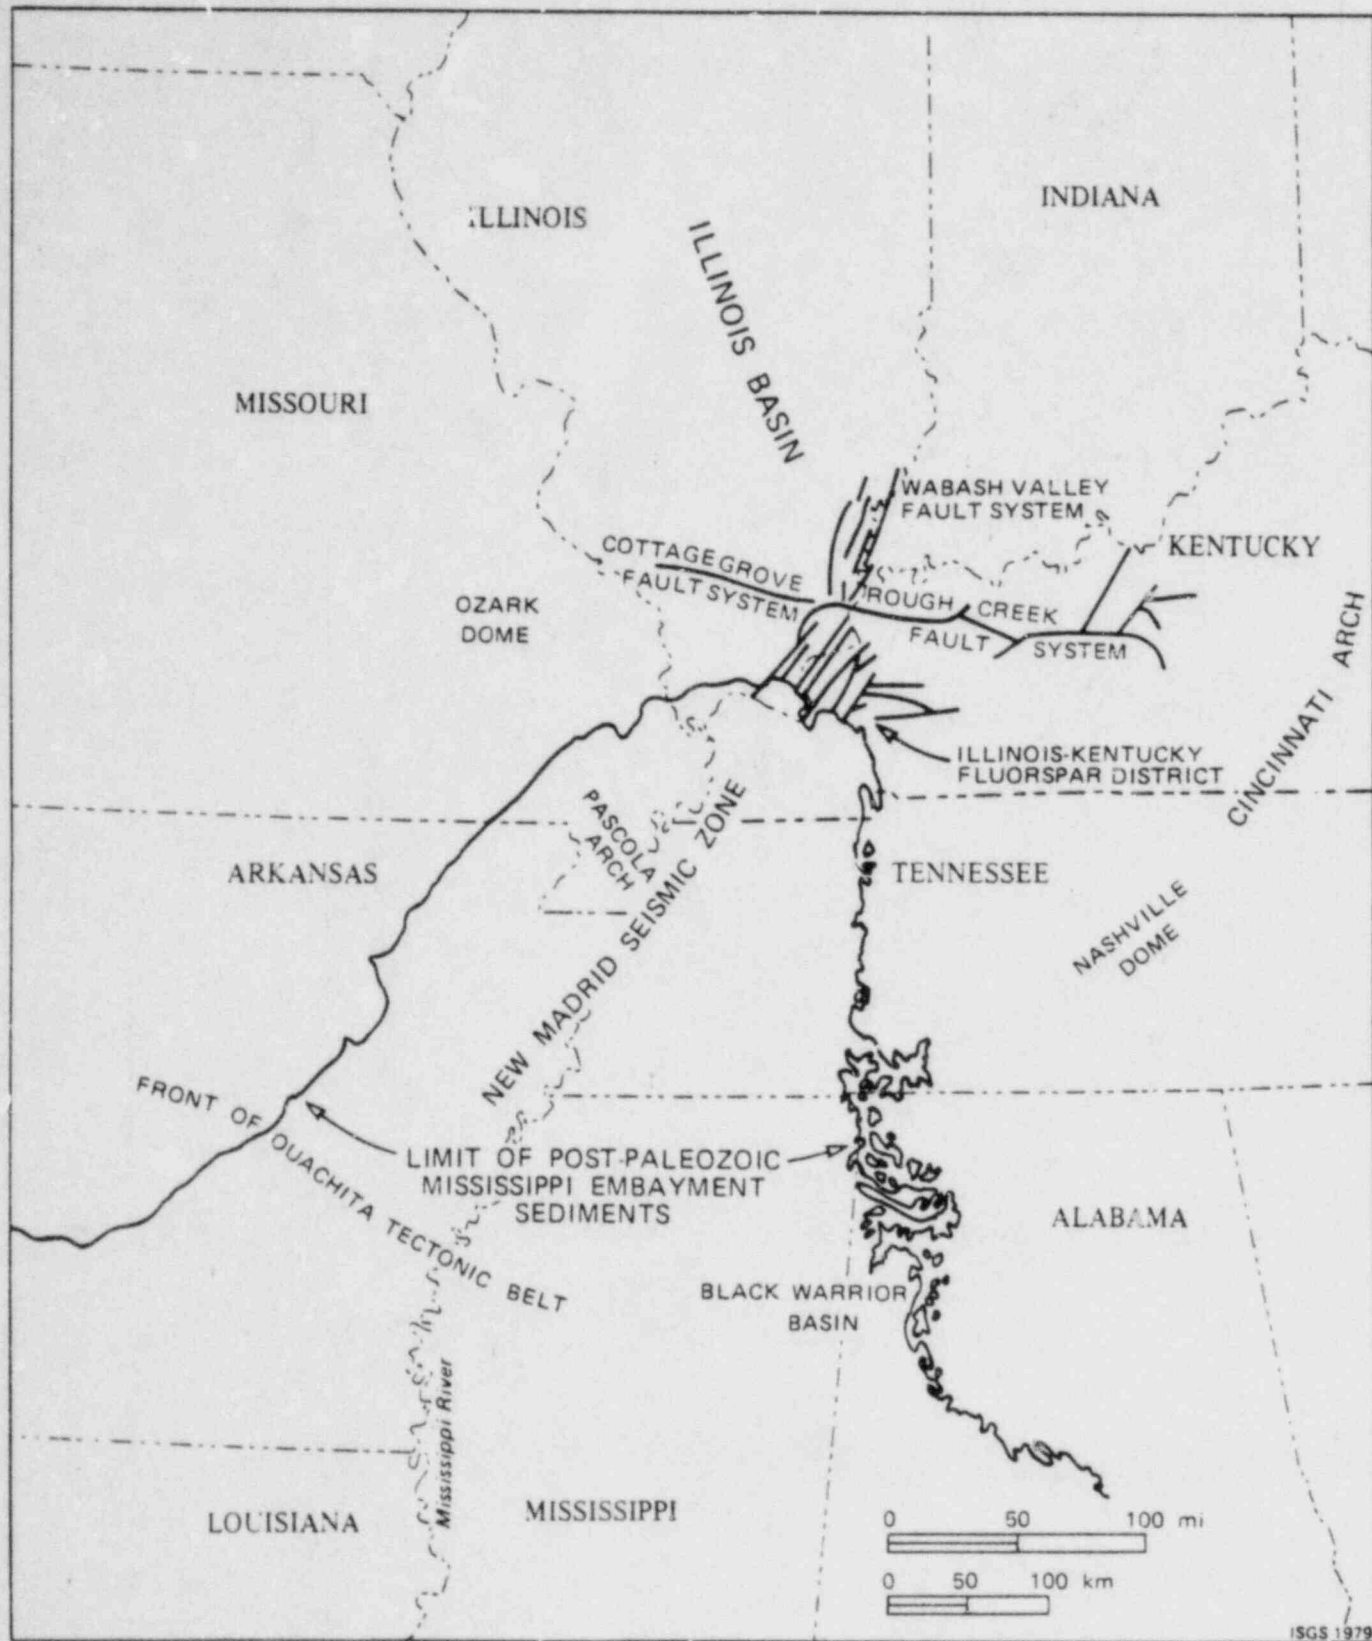 INDIANA
ILLINOIS
ILLINOIS BASIN
MISSOURI
WABASH VALLEY
FAULT SYSTEM
COTTAGE GROVE
FAULT SYSTEM
KENTUCKY
ROUGH CREEK
FAULT SYSTEM
OZARK
DOME
CINCINNATI ARCH
ILLINOIS-KENTUCKY
FLUORSPAR DISTRICT
PASCOLA
ARCH
NEW MADRID SEISMIC ZONE
ARKANSAS
TENNESSEE
NASHVILLE
DOME
FRONT OF OUACHITA TECTONIC BELT
LIMIT OF POST-PALEOZOIC
MISSISSIPPI EMBAYMENT
SEDIMENTS
ALABAMA
BLACK WARRIOR
BASIN
Mississippi River
LOUISIANA
MISSISSIPPI
0 50 100 mi
0 50 100 km
ISGS 1979